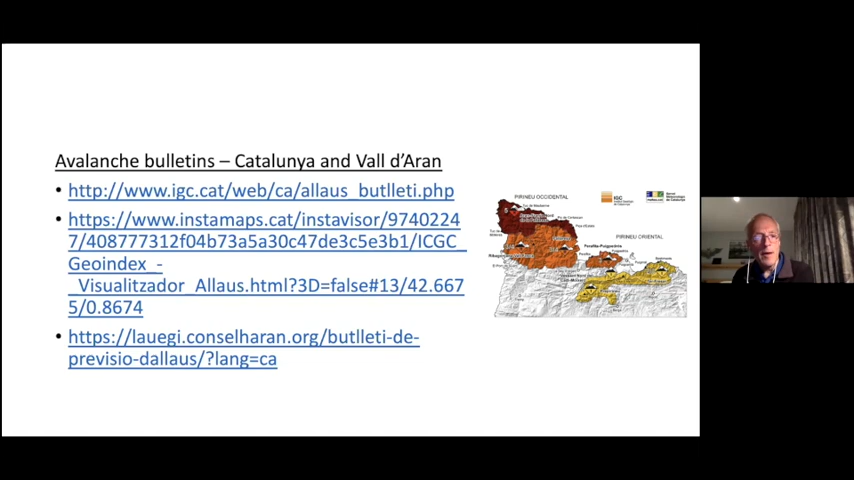 Avalanche bulletins – Catalunya and Vall d’Aran
• http://www.igc.cat/web/ca/allaus_butlleti.php
• https://www.instamaps.cat/instavisor/9740224
7/408777312f04b73a5a30c47de3c5e3b1/ICGC_
Geoindex_-
_Visualitzador_Allaus.html?3D=false#13/42.667
5/0.8674
• https://lauegi.conselharan.org/butlleti-de-
previsio-dallaus/?lang=ca
PIRINEU OCCIDENTAL
IGC
PIRINEU ORIENTAL